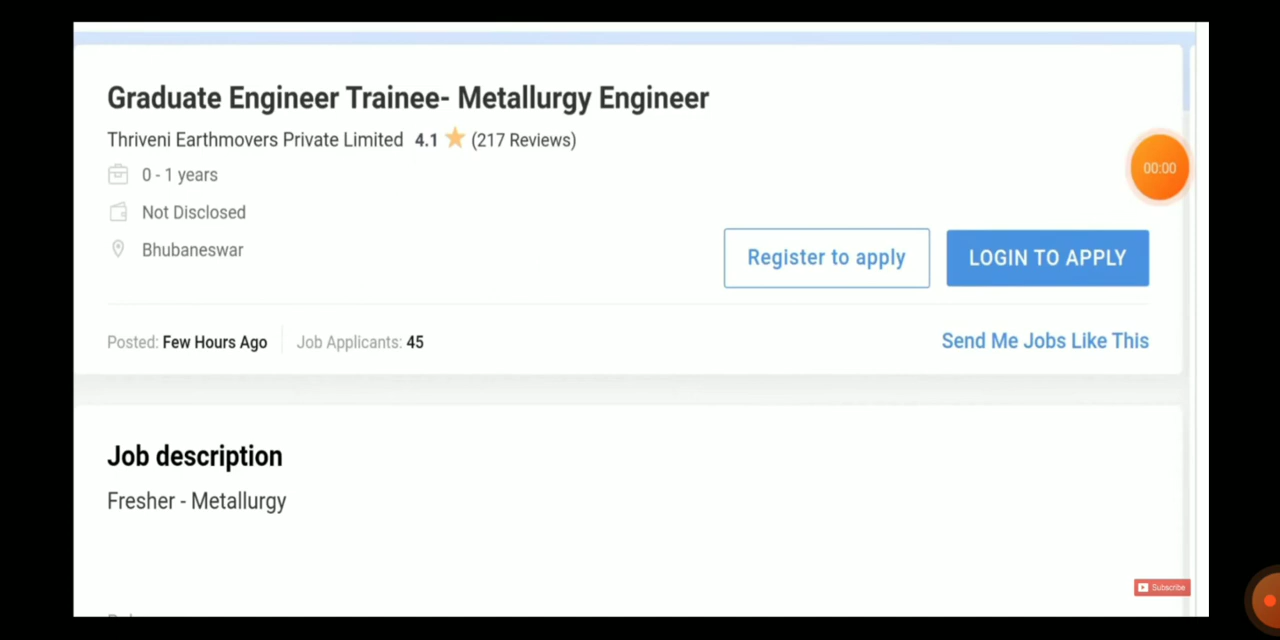 Graduate Engineer Trainee- Metallurgy Engineer
Thriveni Earthmovers Private Limited 4.1 (217 Reviews)
0 - 1 years
00:00
Not Disclosed
Bhubaneswar
Register to apply
LOGIN TO APPLY
Posted: Few Hours Ago
Job Applicants: 45
Send Me Jobs Like This
Job description
Fresher - Metallurgy
Subscribe